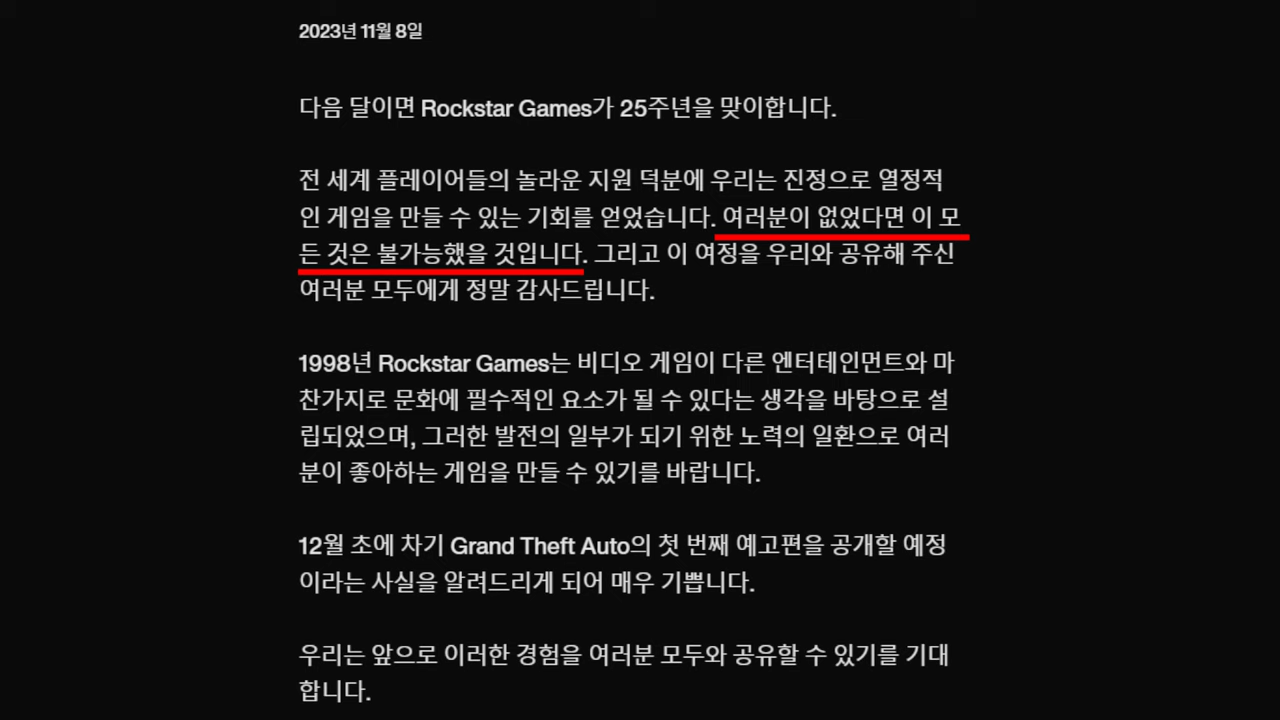 2023년 11월 8일
다음 달이면 Rockstar Games가 25주년을 맞이합니다.
전 세계 플레이어들의 놀라운 지원 덕분에 우리는 진정으로 열정적
인 게임을 만들 수 있는 기회를 얻었습니다. 여러분이 없었다면 이 모
든 것은 불가능했을 것입니다. 그리고 이 여정을 우리와 공유해 주신
여러분 모두에게 정말 감사드립니다.
1998년 Rockstar Games는 비디오 게임이 다른 엔터테인먼트와 마
찬가지로 문화에 필수적인 요소가 될 수 있다는 생각을 바탕으로 설
립되었으며, 그러한 발전의 일부가 되기 위한 노력의 일환으로 여러
분이 좋아하는 게임을 만들 수 있기를 바랍니다.
12월 초에 차기 Grand Theft Auto의 첫 번째 예고편을 공개할 예정
이라는 사실을 알려드리게 되어 매우 기쁩니다.
우리는 앞으로 이러한 경험을 여러분 모두와 공유할 수 있기를 기대
합니다.